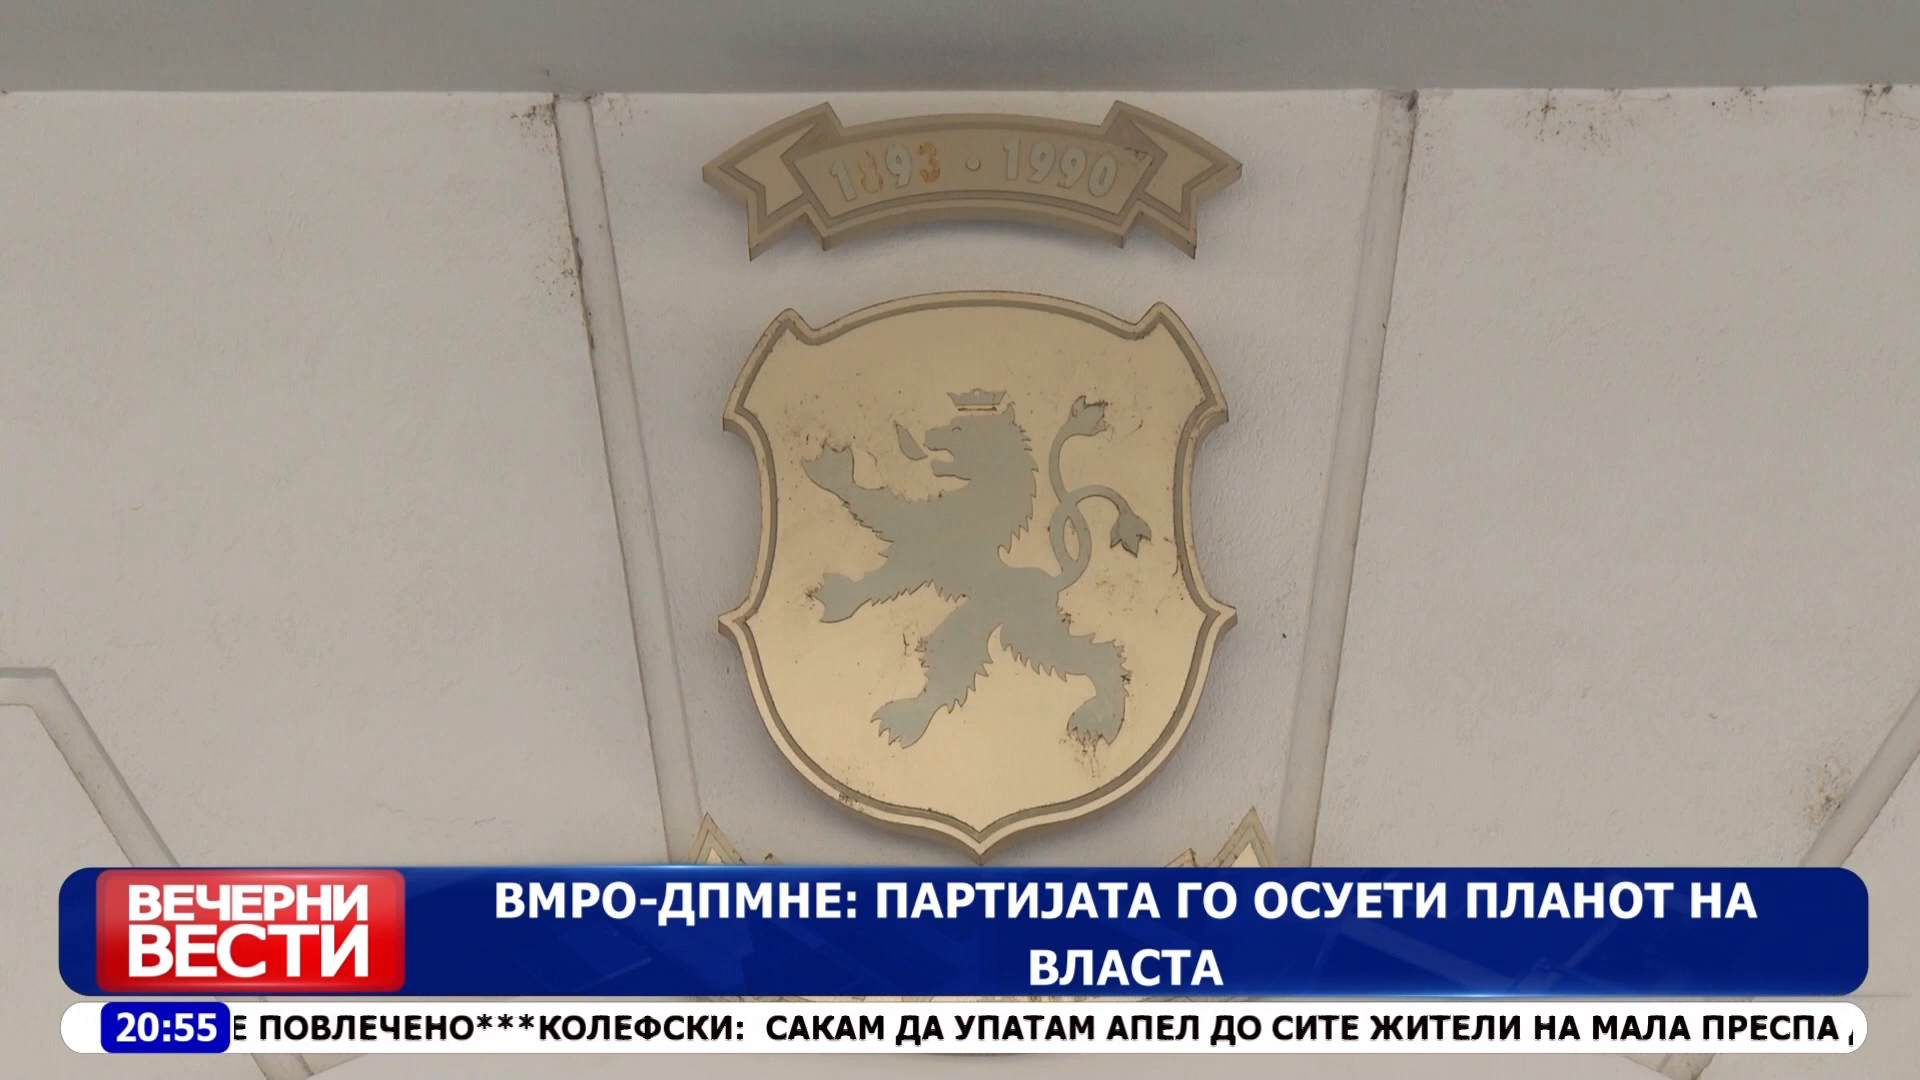 1893 · 1990
ВЕЧЕРНИ
ВЕСТИ
ВМРО-ДПМНЕ: ПАРТИЈАТА ГО ОСУЕТИ ПЛАНОТ НА
ВЛАСТА
20:55
Е ПОВЛЕЧЕНО***КОЛЕФСКИ: САКАМ ДА УПАТАМ АПЕЛ ДО СИТЕ ЖИТЕЛИ НА МАЛА ПРЕСПА